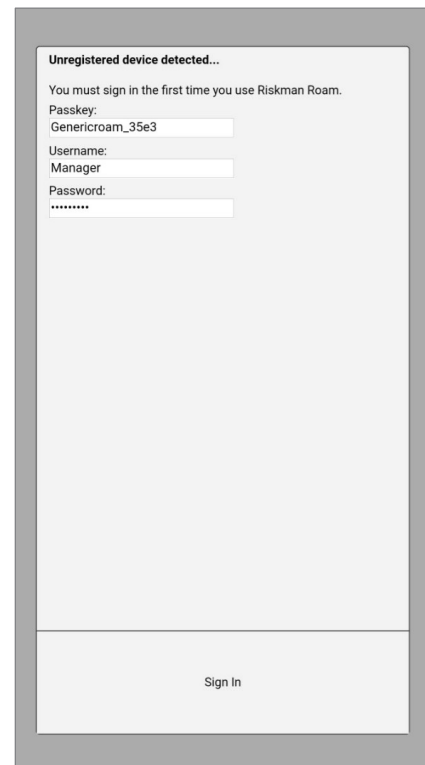 Unregistered device detected...
You must sign in the first time you use Riskman Roam.
Passkey:
Genericroam_35e3
Username:
Manager
Password:
•••••••••
Sign In